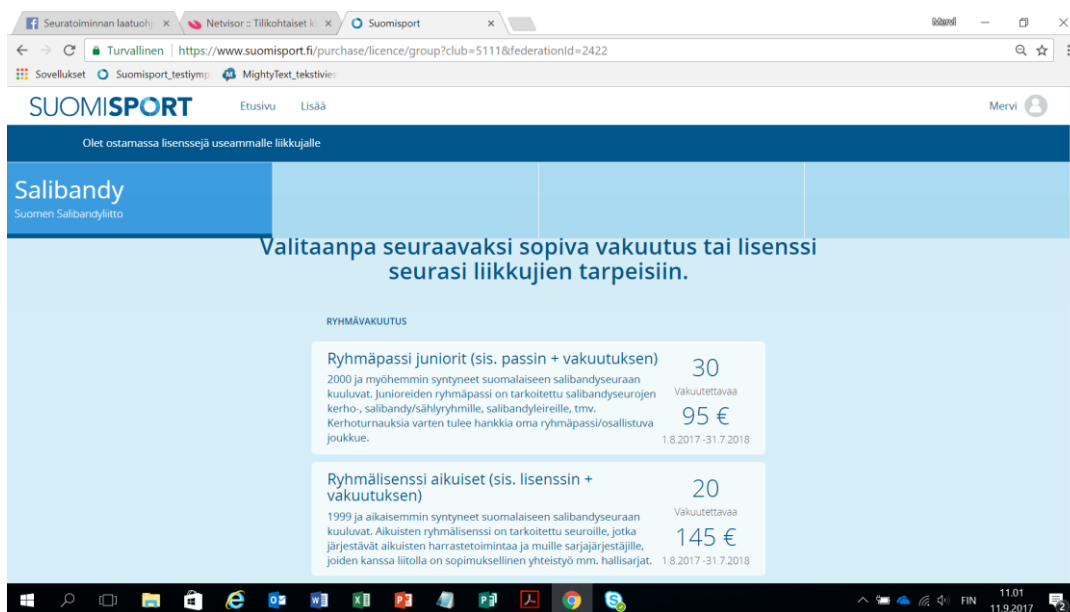 Seuratoiminnan laatuohj
Netvisor :: Tilikohtaiset k
Suomisport
Mervi
Turvallinen
https://www.suomisport.fi/purchase/licence/group?club=5111&federationId=2422
Sovellukset
Suomisport_testiymp
MightyText_tekstivies
SUOMISPORT
Etusivu
Lisää
Mervi
Olet ostamassa lisenssejä useammalle liikkujalle
Salibandy
Suomen Salibandyliitto
Valitaanpa seuraavaksi sopiva vakuutus tai lisenssi
seurasi liikkujien tarpeisiin.
RYHMÄVAKUUTUS
Ryhmäpassi juniorit (sis. passin + vakuutuksen)
2000 ja myöhemmin syntyneet suomalaiseen salibandyseuraan
kuuluvat. Junioreiden ryhmäpassi on tarkoitettu salibandyseurojen
kerho-, salibandy/sählyryhmille, salibandyleireille, tmv.
Kerhoturnauksia varten tulee hankkia oma ryhmäpassi/osallistuva
joukkue.
30
Vakuutettavaa
95 €
1.8.2017 -31.7.2018
Ryhmälisenssi aikuiset (sis. lisenssin +
vakuutuksen)
1999 ja aikaisemmin syntyneet suomalaiseen salibandyseuraan
kuuluvat. Aikuisten ryhmälisenssi on tarkoitettu seuroille, jotka
järjestävät aikuisten harrastetoimintaa ja muille sarjajärjestäjille,
joiden kanssa liitolla on sopimuksellinen yhteistyö mm. hallisarjat.
20
Vakuutettavaa
145 €
1.8.2017 -31.7.2018
FIN
11.01
11.9.2017